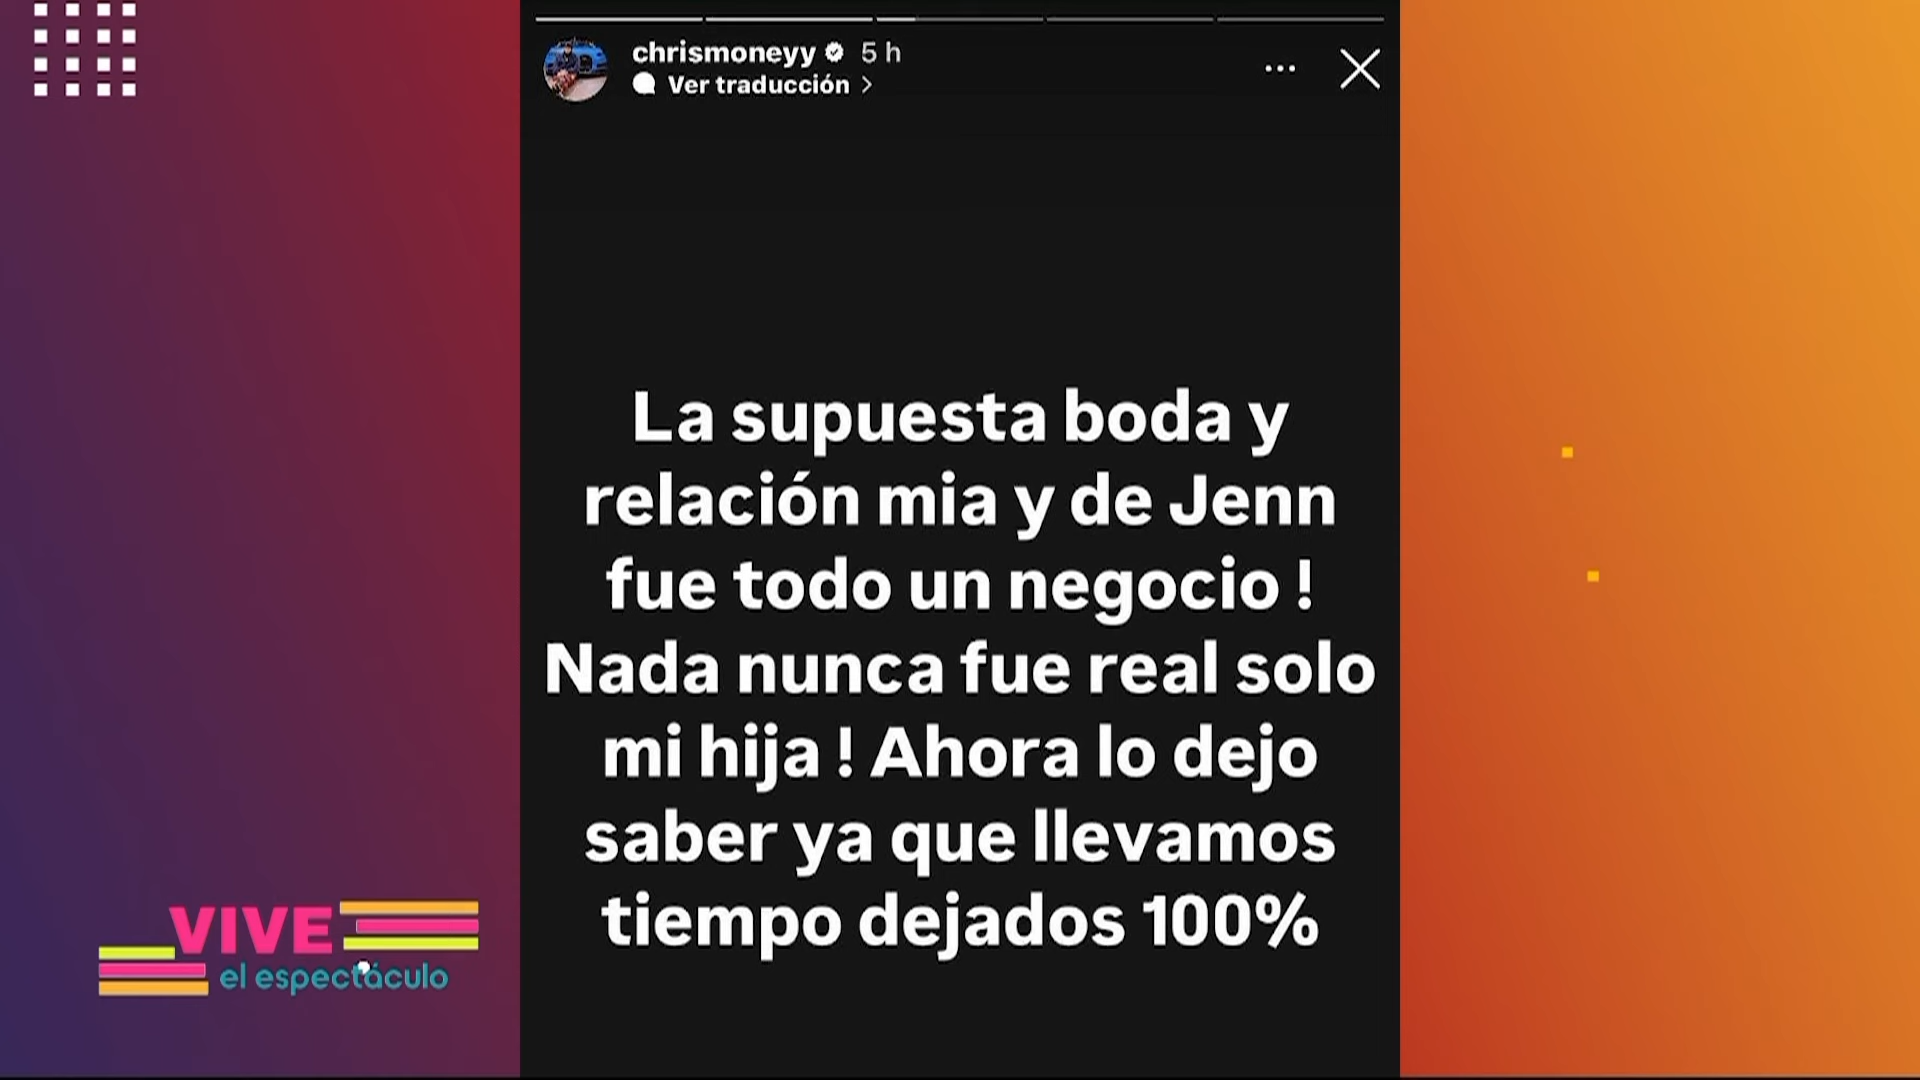 chrismoneyy 5 h
Ver traducción
La supuesta boda y
relación mia y de Jenn
fue todo un negocio !
Nada nunca fue real solo
mi hija ! Ahora lo dejo
saber ya que llevamos
tiempo dejados 100%
VIVE
el espectáculo